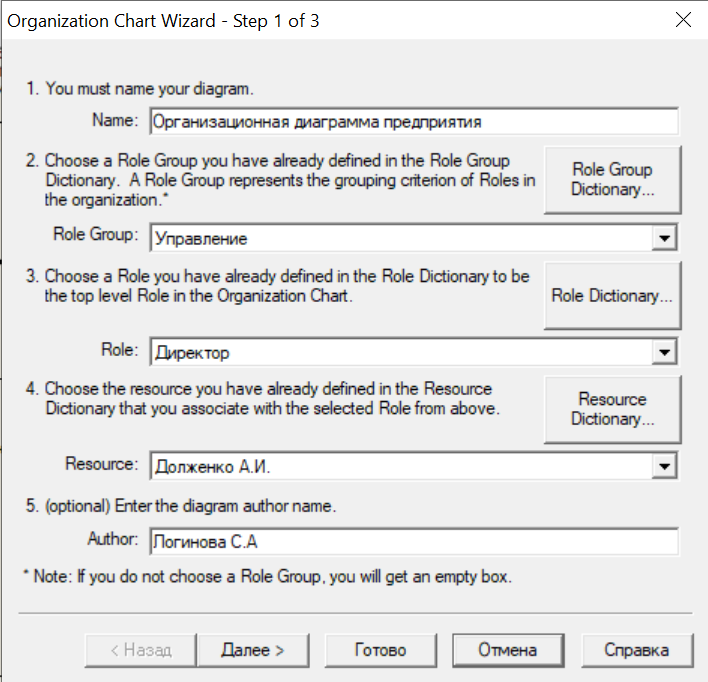 Organization Chart Wizard - Step 1 of 3
1. You must name your diagram.
Name: Организационная диаграмма предприятия
2. Choose a Role Group you have already defined in the Role Group
Dictionary. A Role Group represents the grouping criterion of Roles in
the organization.*
Role Group
Dictionary...
Role Group: Управление
3. Choose a Role you have already defined in the Role Dictionary to be
the top level Role in the Organization Chart.
Role Dictionary...
Role: Директор
4. Choose the resource you have already defined in the Resource
Dictionary that you associate with the selected Role from above.
Resource
Dictionary...
Resource: Долженко А.И.
5. (optional) Enter the diagram author name.
Author: Логинова С.А
* Note: If you do not choose a Role Group, you will get an empty box.
< Назад Далее > Готово Отмена Справка